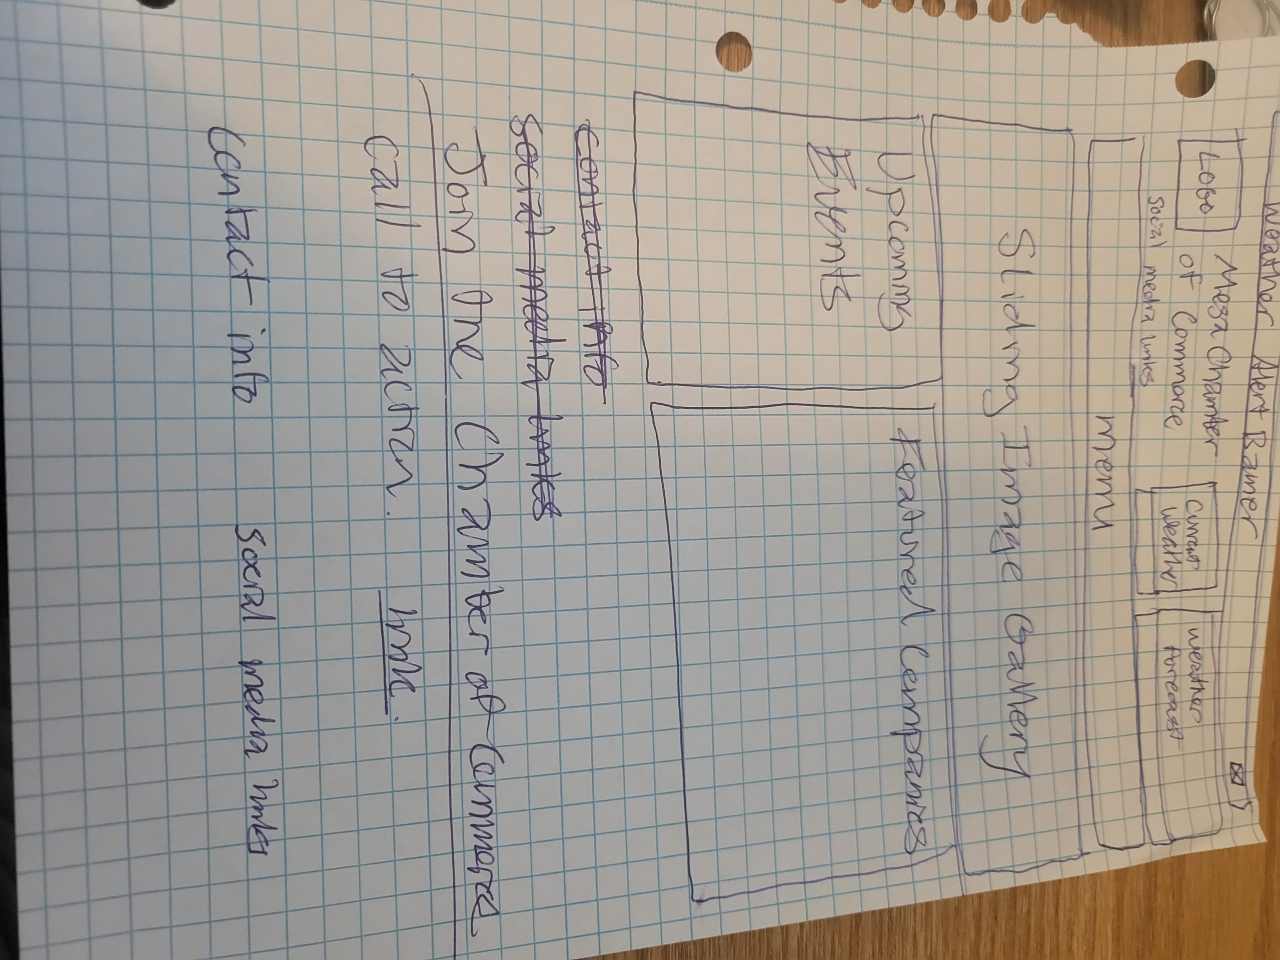 Weather Alert Banner
Logo
Mesa Chamber
of Commerce
Social media links
Current
Weather
Weather
Forecast
menu
Sliding Image Gallery
Upcoming
Events
Featured Companies
contact info
social media links
Join the Chamber of Commerce
call to action. link.
contact info social media links